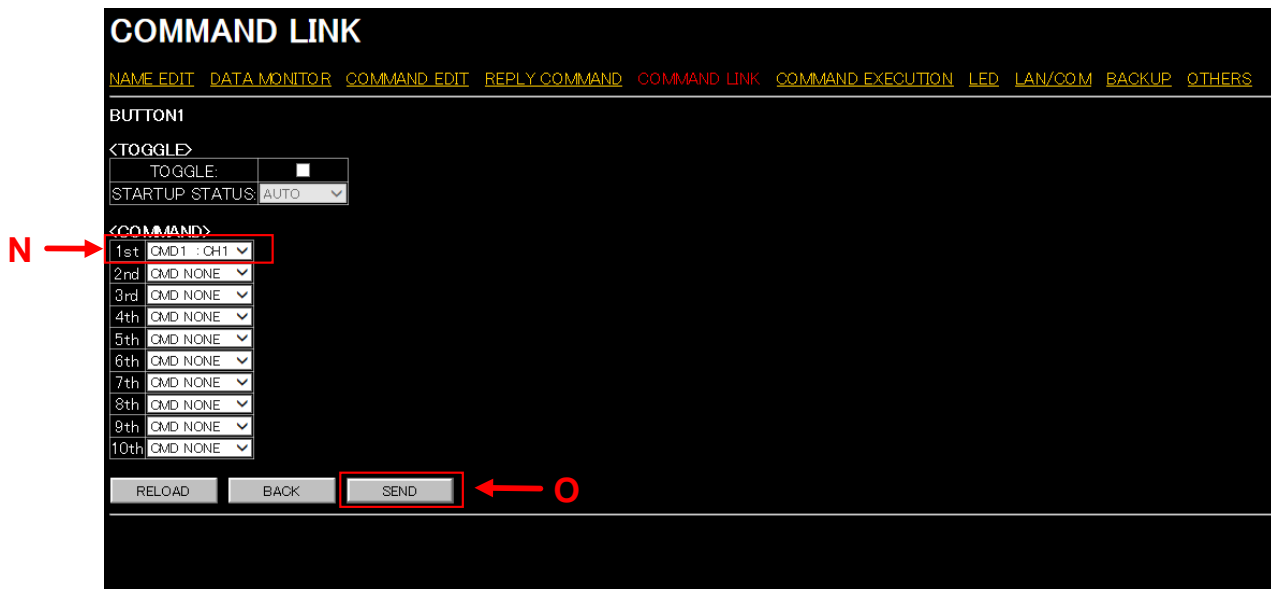 COMMAND LINK
NAME EDIT DATA MONITOR COMMAND EDIT REPLY COMMAND COMMAND LINK COMMAND EXECUTION LED LAN/COM BACKUP OTHERS
BUTTON1
<TOGGLE>
TOGGLE:
STARTUP STATUS: AUTO
<COMMAND>
N 1st CMD1 : CH1
2nd CMD NONE
3rd CMD NONE
4th CMD NONE
5th CMD NONE
6th CMD NONE
7th CMD NONE
8th CMD NONE
9th CMD NONE
10th CMD NONE
RELOAD BACK SEND O